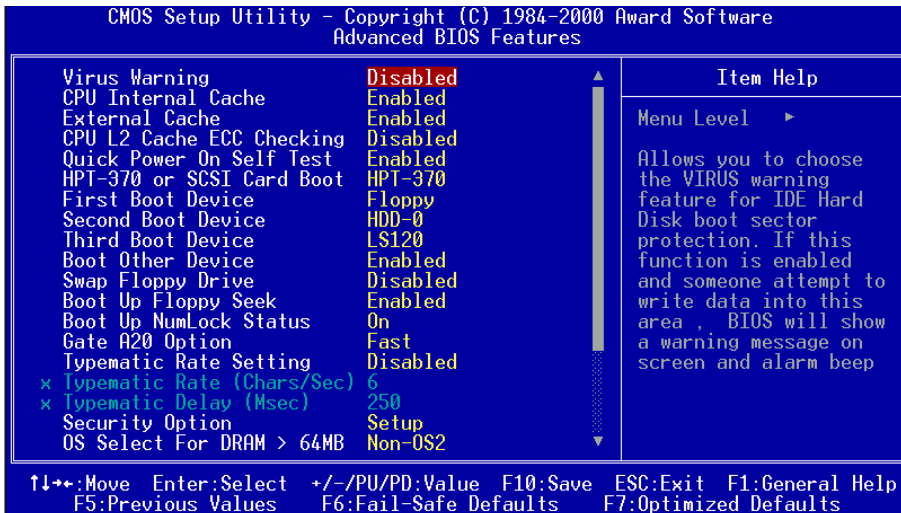 CMOS Setup Utility - Copyright (C) 1984-2000 Award Software
Advanced BIOS Features
Virus Warning Disabled
CPU Internal Cache Enabled
External Cache Enabled
CPU L2 Cache ECC Checking Disabled
Quick Power On Self Test Enabled
HPT-370 or SCSI Card Boot HPT-370
First Boot Device Floppy
Second Boot Device HDD-0
Third Boot Device LS120
Boot Other Device Enabled
Swap Floppy Drive Disabled
Boot Up Floppy Seek Enabled
Boot Up NumLock Status On
Gate A20 Option Fast
Typematic Rate Setting Disabled
x Typematic Rate (Chars/Sec) 6
x Typematic Delay (Msec) 250
Security Option Setup
OS Select For DRAM > 64MB Non-OS2
Item Help
Menu Level ►
Allows you to choose
the VIRUS warning
feature for IDE Hard
Disk boot sector
protection. If this
function is enabled
and someone attempt to
write data into this
area , BIOS will show
a warning message on
screen and alarm beep
↑↓→←:Move Enter:Select +/-/PU/PD:Value F10:Save ESC:Exit F1:General Help
F5:Previous Values F6:Fail-Safe Defaults F7:Optimized Defaults